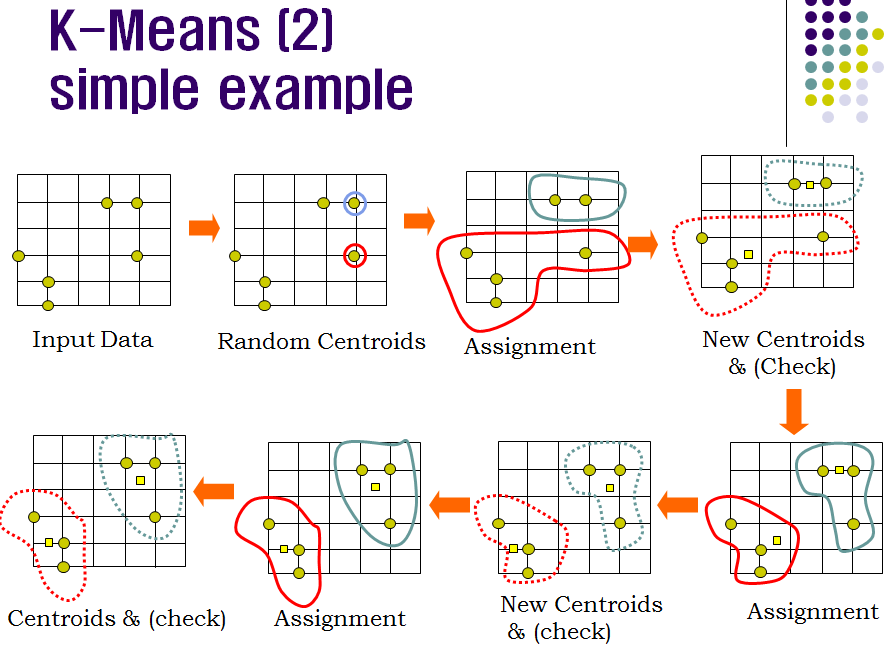 K-Means (2)
simple example
Input Data
Random Centroids
Assignment
New Centroids
& (Check)
Assignment
New Centroids
& (check)
Assignment
Centroids & (check)